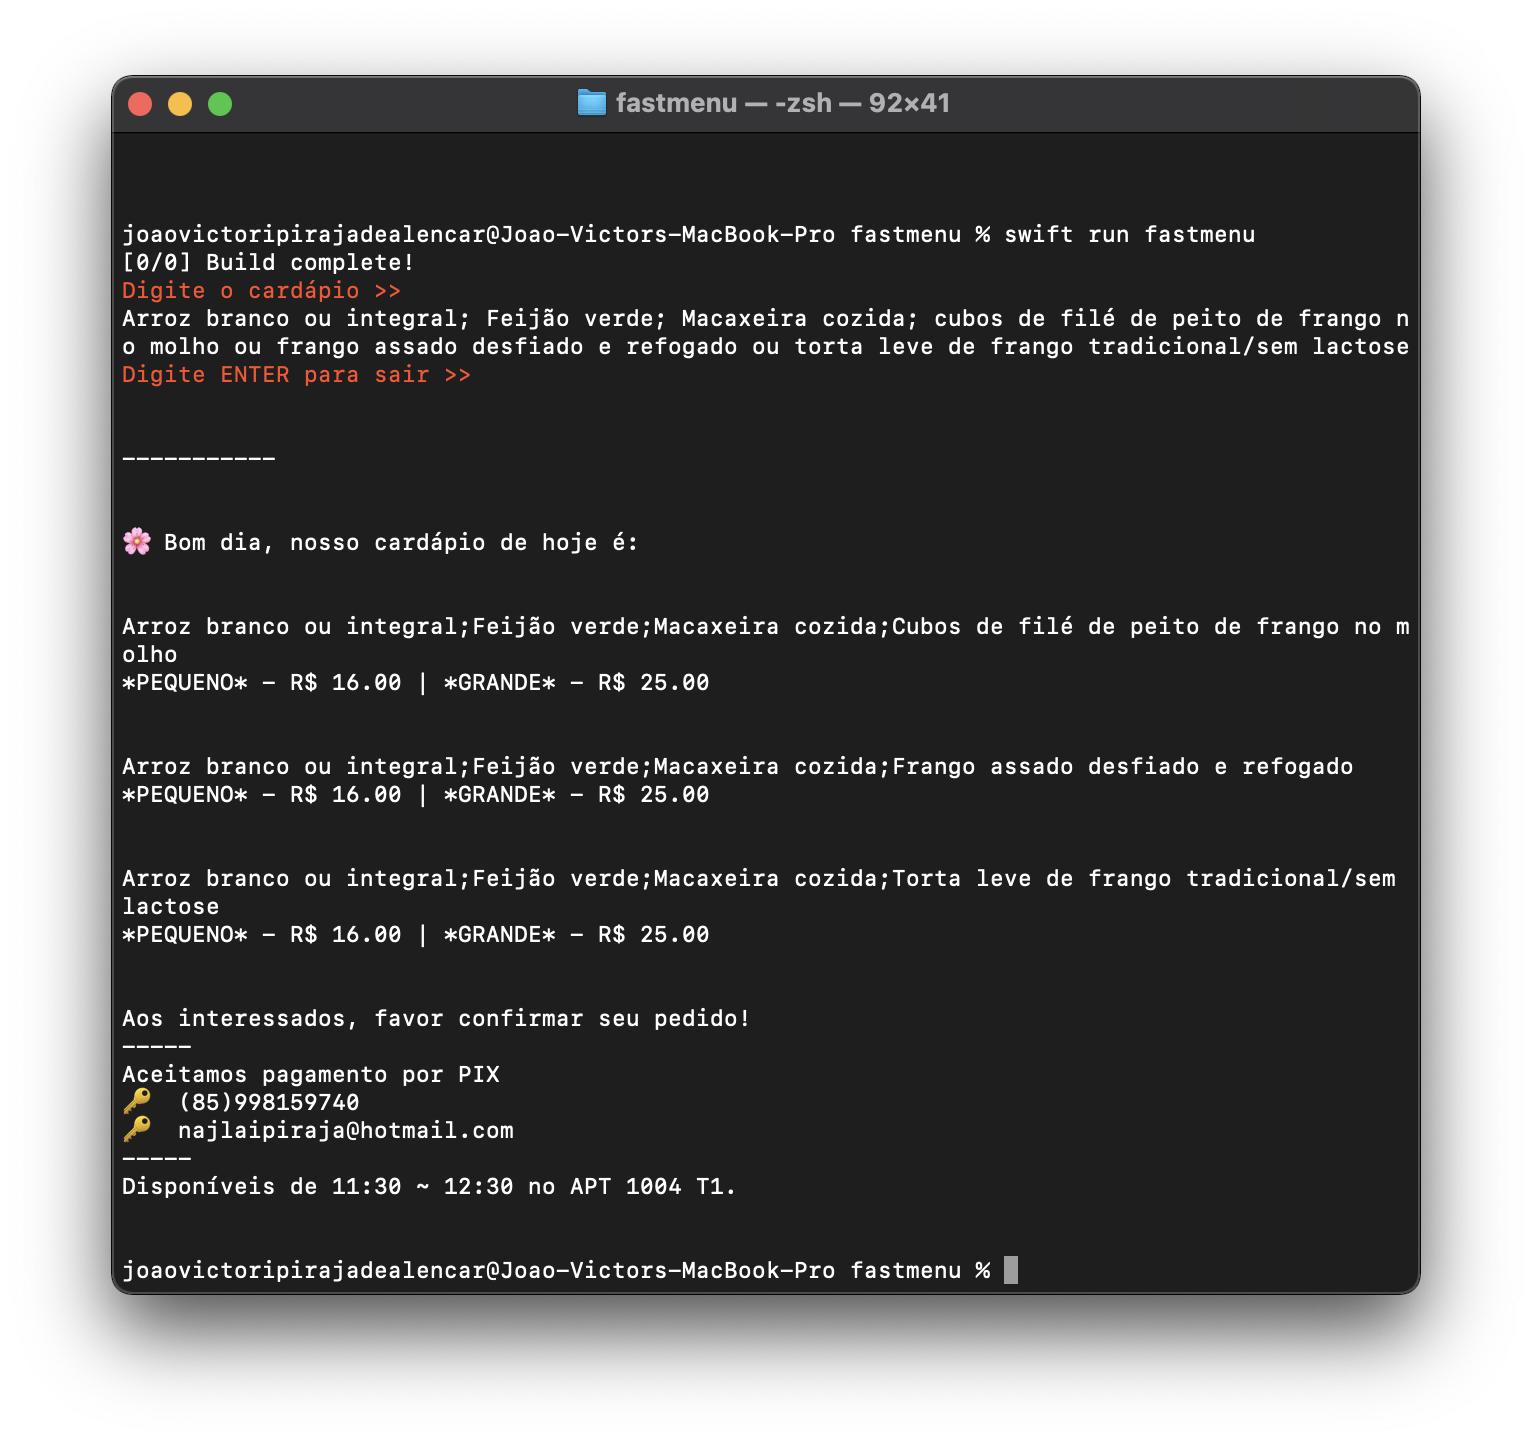 fastmenu — -zsh — 92×41
joaovictoripirajadealencar@Joao-Victors-MacBook-Pro fastmenu % swift run fastmenu
[0/0] Build complete!
Digite o cardápio >>
Arroz branco ou integral; Feijão verde; Macaxeira cozida; cubos de filé de peito de frango n
o molho ou frango assado desfiado e refogado ou torta leve de frango tradicional/sem lactose
Digite ENTER para sair >>
-----------
🌸 Bom dia, nosso cardápio de hoje é:
Arroz branco ou integral;Feijão verde;Macaxeira cozida;Cubos de filé de peito de frango no m
olho
*PEQUENO* - R$ 16.00 | *GRANDE* - R$ 25.00
Arroz branco ou integral;Feijão verde;Macaxeira cozida;Frango assado desfiado e refogado
*PEQUENO* - R$ 16.00 | *GRANDE* - R$ 25.00
Arroz branco ou integral;Feijão verde;Macaxeira cozida;Torta leve de frango tradicional/sem
lactose
*PEQUENO* - R$ 16.00 | *GRANDE* - R$ 25.00
Aos interessados, favor confirmar seu pedido!
-----
Aceitamos pagamento por PIX
🔑 (85)998159740
🔑 najlaipiraja@hotmail.com
-----
Disponíveis de 11:30 ~ 12:30 no APT 1004 T1.
joaovictoripirajadealencar@Joao-Victors-MacBook-Pro fastmenu %